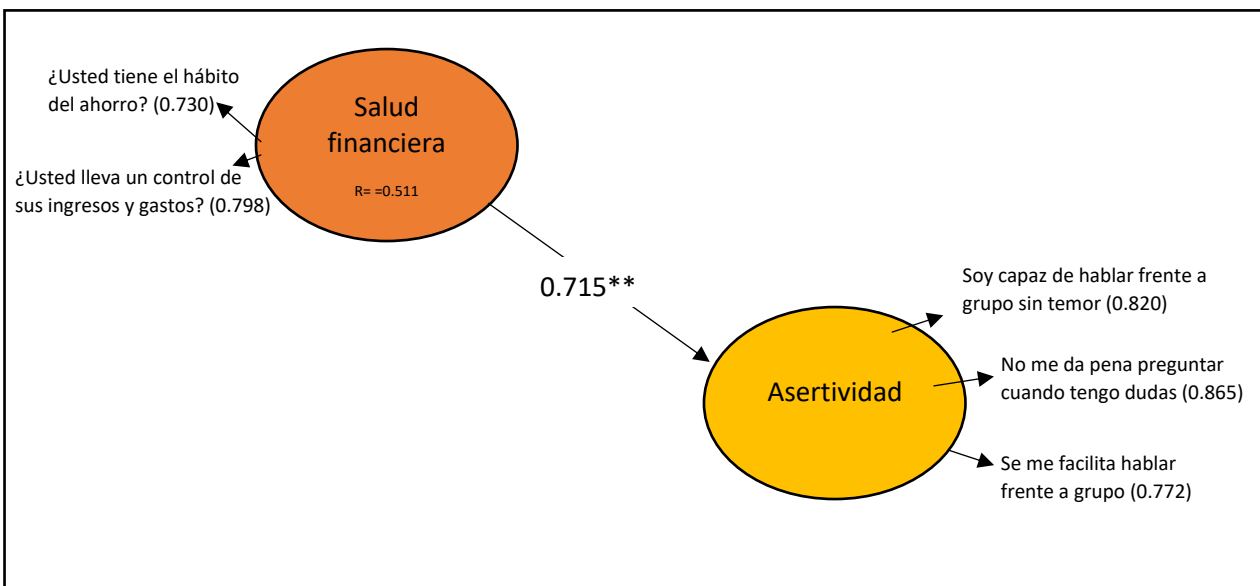 ¿Usted tiene el hábito
del ahorro? (0.730)
¿Usted lleva un control de
sus ingresos y gastos? (0.798)
Salud
financiera
R= =0.511
0.715**
Asertividad
Soy capaz de hablar frente a
grupo sin temor (0.820)
No me da pena preguntar
cuando tengo dudas (0.865)
Se me facilita hablar
frente a grupo (0.772)